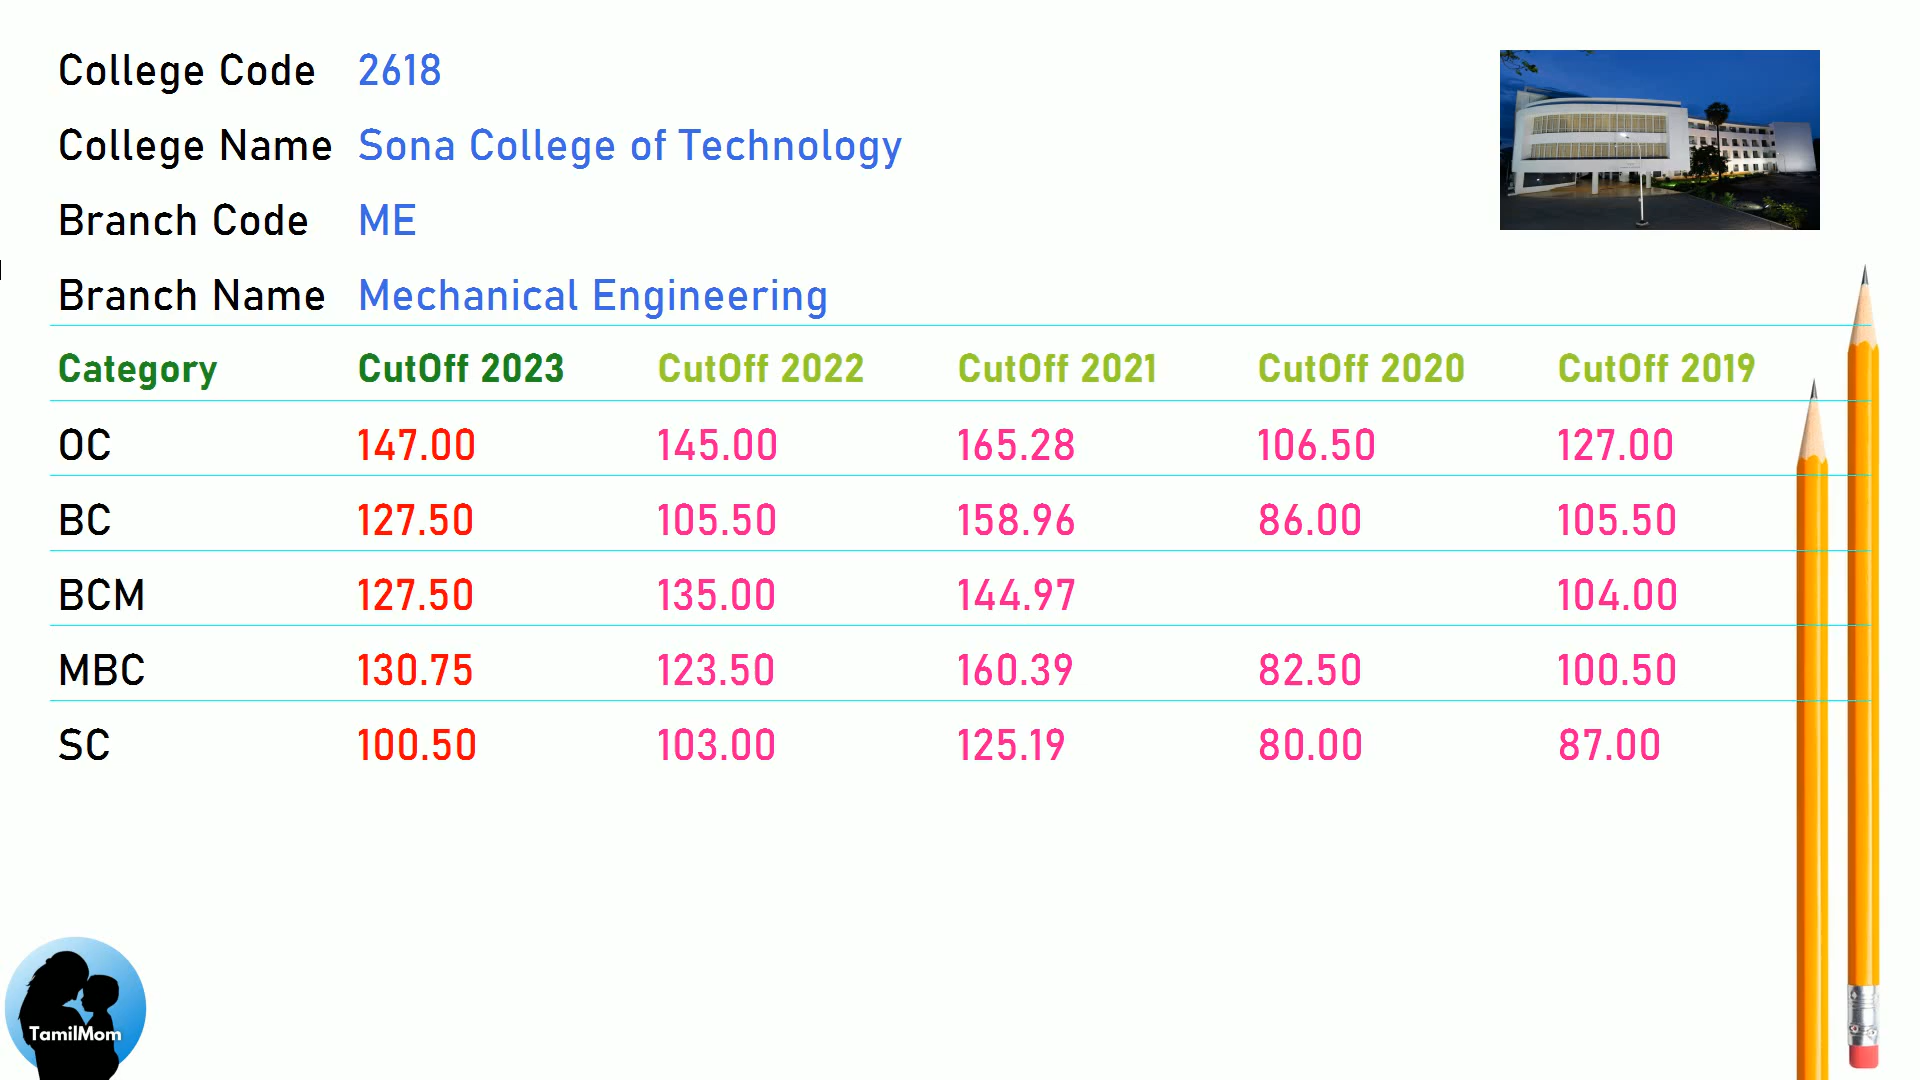 College Code 2618
College Name Sona College of Technology
Branch Code ME
Branch Name Mechanical Engineering
Category CutOff 2023 CutOff 2022 CutOff 2021 CutOff 2020 CutOff 2019
OC 147.00 145.00 165.28 106.50 127.00
BC 127.50 105.50 158.96 86.00 105.50
BCM 127.50 135.00 144.97 104.00
MBC 130.75 123.50 160.39 82.50 100.50
SC 100.50 103.00 125.19 80.00 87.00
TamilMom